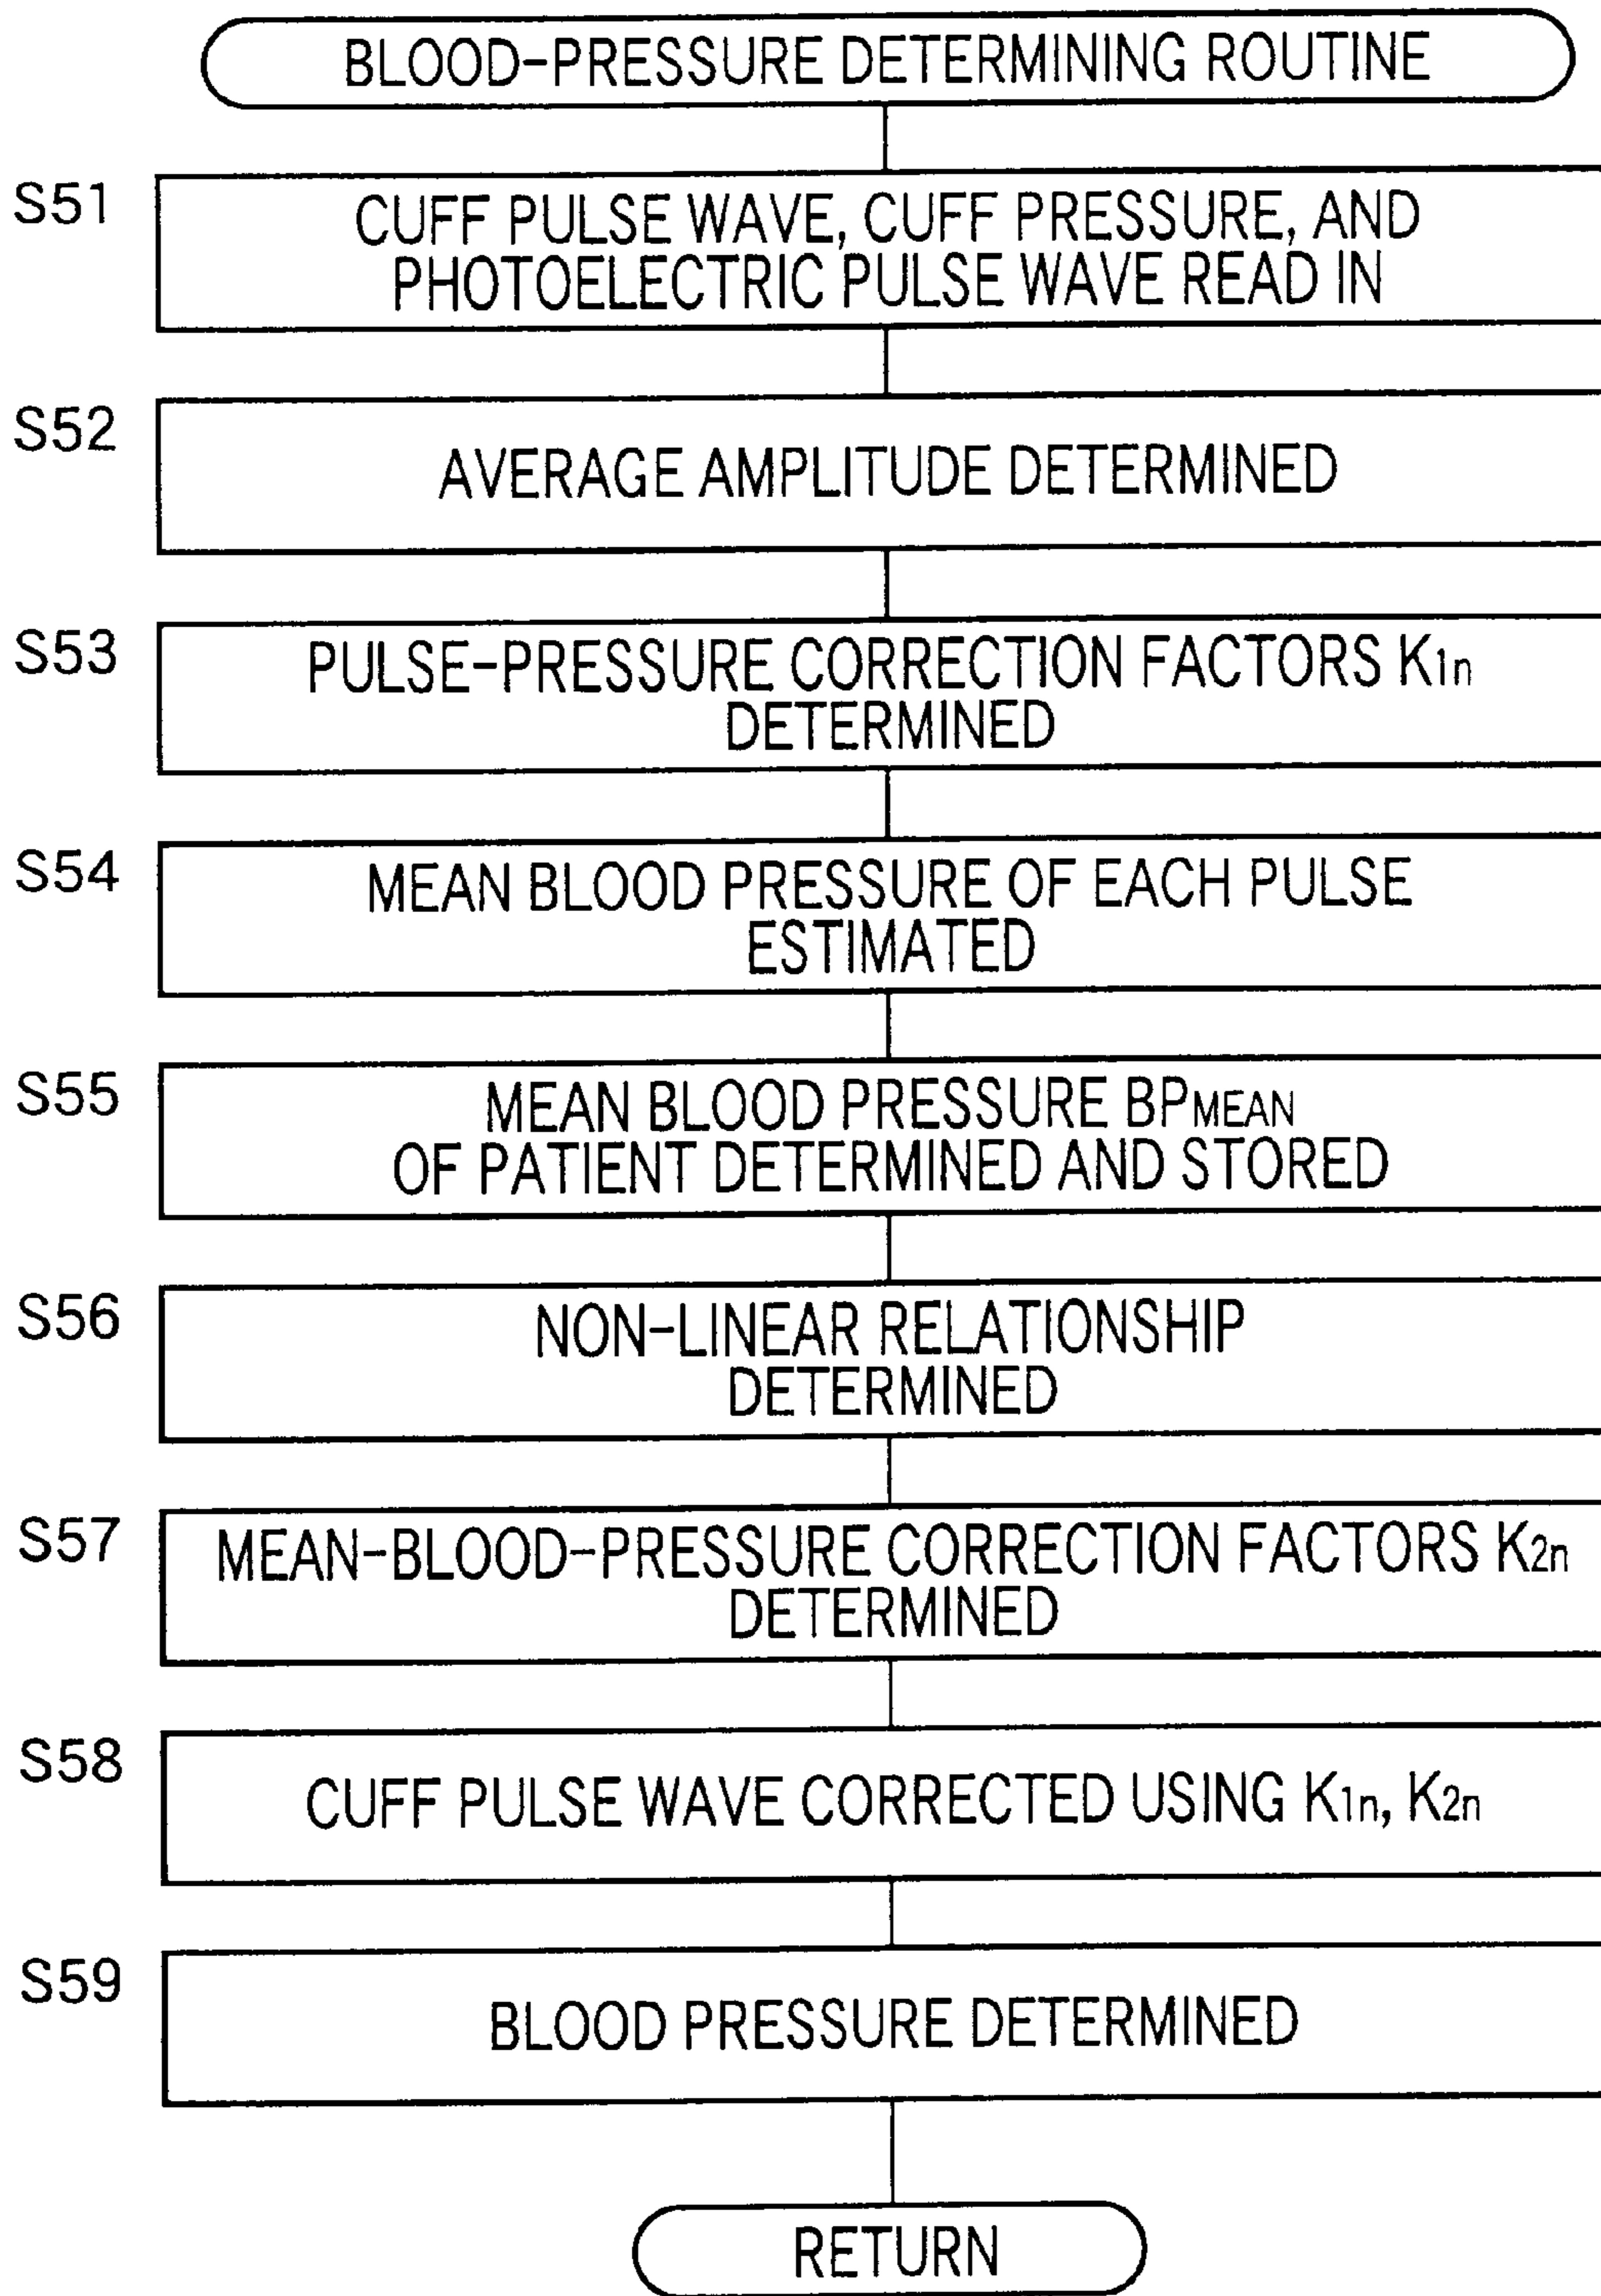 BLOOD-PRESSURE DETERMINING ROUTINE
S51
CUFF PULSE WAVE, CUFF PRESSURE, AND
PHOTOELECTRIC PULSE WAVE READ IN
S52
AVERAGE AMPLITUDE DETERMINED
S53
PULSE-PRESSURE CORRECTION FACTORS K1n
DETERMINED
S54
MEAN BLOOD PRESSURE OF EACH PULSE
ESTIMATED
S55
MEAN BLOOD PRESSURE BPMEAN
OF PATIENT DETERMINED AND STORED
S56
NON-LINEAR RELATIONSHIP
DETERMINED
S57
MEAN-BLOOD-PRESSURE CORRECTION FACTORS K2n
DETERMINED
S58
CUFF PULSE WAVE CORRECTED USING K1n, K2n
S59
BLOOD PRESSURE DETERMINED
RETURN